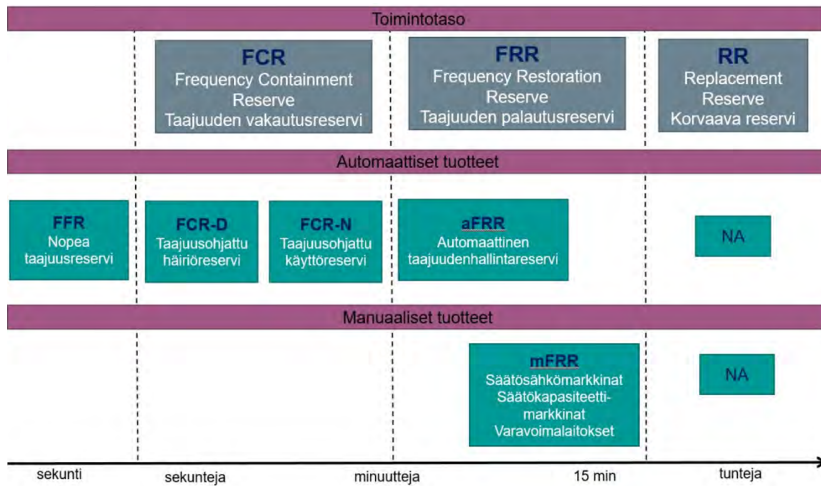 Toimintotaso
FCR
Frequency Containment
Reserve
Taajuuden vakautusreservi
FRR
Frequency Restoration
Reserve
Taajuuden palautusreservi
RR
Replacement
Reserve
Korvaava reservi
Automaattiset tuotteet
FFR
Nopea
taajuusreservi
FCR-D
Taajuusohjattu
häiriöreservi
FCR-N
Taajuusohjattu
käyttöreservi
aFRR
Automaattinen
taajuudenhallintareservi
NA
Manuaaliset tuotteet
mFRR
Säätösähkömarkkinat
Säätökapasiteetti-
markkinat
Varavoimalaitokset
NA
sekunti
sekunteja
minuutteja
15 min
tunteja